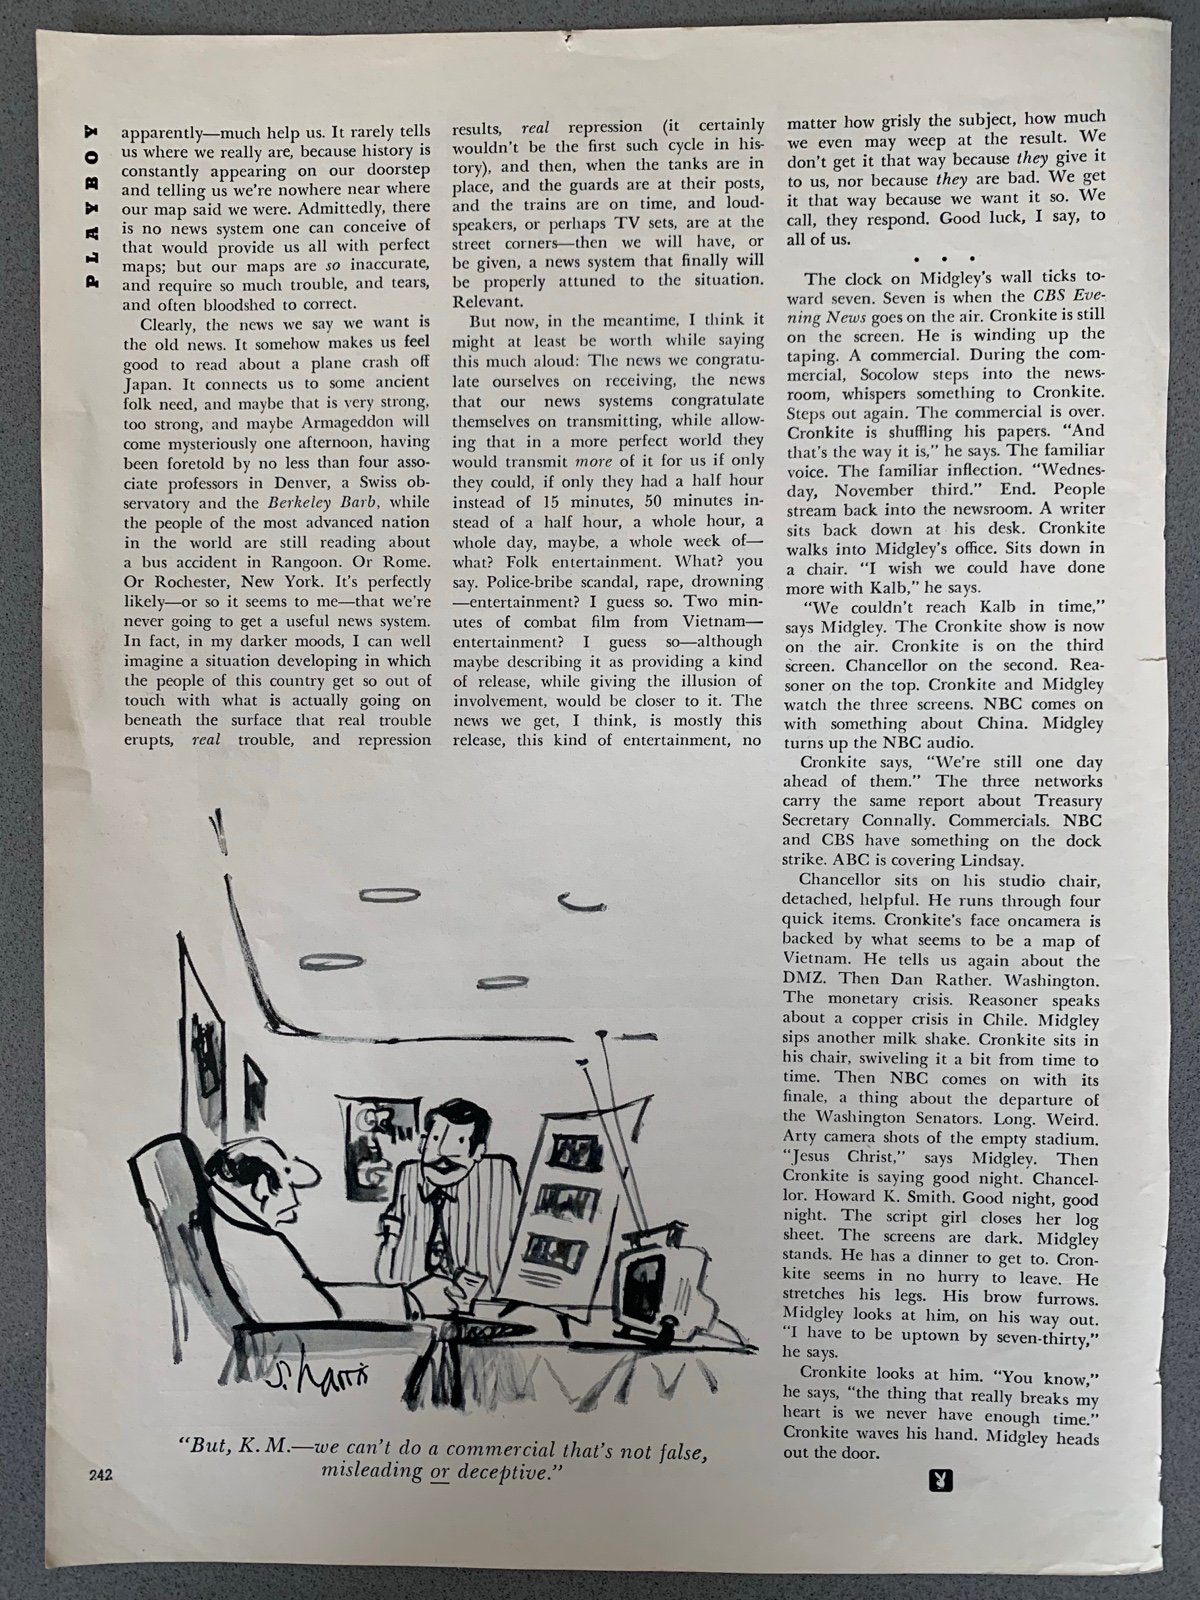 PLAYBOY
apparently—much help us. It rarely tells
us where we really are, because history is
constantly appearing on our doorstep
and telling us we're nowhere near where
our map said we were. Admittedly, there
is no news system one can conceive of
that would provide us all with perfect
maps; but our maps are so inaccurate,
and require so much trouble, and tears,
and often bloodshed to correct.
Clearly, the news we say we want is
the old news. It somehow makes us feel
good to read about a plane crash off
Japan. It connects us to some ancient
folk need, and maybe that is very strong,
too strong, and maybe Armageddon will
come mysteriously one afternoon, having
been foretold by no less than four asso-
ciate professors in Denver, a Swiss ob-
servatory and the Berkeley Barb, while
the people of the most advanced nation
in the world are still reading about
a bus accident in Rangoon. Or Rome.
Or Rochester, New York. It's perfectly
likely—or so it seems to me—that we're
never going to get a useful news system.
In fact, in my darker moods, I can well
imagine a situation developing in which
the people of this country get so out of
touch with what is actually going on
beneath the surface that real trouble
erupts, real trouble, and repression
results, real repression (it certainly
wouldn't be the first such cycle in his-
tory), and then, when the tanks are in
place, and the guards are at their posts,
and the trains are on time, and loud-
speakers, or perhaps TV sets, are at the
street corners—then we will have, or
be given, a news system that finally will
be properly attuned to the situation.
Relevant.
But now, in the meantime, I think it
might at least be worth while saying
this much aloud: The news we congratu-
late ourselves on receiving, the news
that our news systems congratulate
themselves on transmitting, while allow-
ing that in a more perfect world they
would transmit more of it for us if only
they could, if only they had a half hour
instead of 15 minutes, 50 minutes in-
stead of a half hour, a whole hour, a
whole day, maybe, a whole week of—
what? Folk entertainment. What? you
say. Police-bribe scandal, rape, drowning
—entertainment? I guess so. Two min-
utes of combat film from Vietnam—
entertainment? I guess so—although
maybe describing it as providing a kind
of release, while giving the illusion of
involvement, would be closer to it. The
news we get, I think, is mostly this
release, this kind of entertainment, no
matter how grisly the subject, how much
we even may weep at the result. We
don't get it that way because they give it
to us, nor because they are bad. We get
it that way because we want it so. We
call, they respond. Good luck, I say, to
all of us.
• • •
The clock on Midgley's wall ticks to-
ward seven. Seven is when the CBS Eve-
ning News goes on the air. Cronkite is still
on the screen. He is winding up the
taping. A commercial. During the com-
mercial, Socolow steps into the news-
room, whispers something to Cronkite.
Steps out again. The commercial is over.
Cronkite is shuffling his papers. "And
that's the way it is," he says. The familiar
voice. The familiar inflection. "Wednes-
day, November third." End. People
stream back into the newsroom. A writer
sits back down at his desk. Cronkite
walks into Midgley's office. Sits down in
a chair. "I wish we could have done
more with Kalb," he says.
"We couldn't reach Kalb in time,"
says Midgley. The Cronkite show is now
on the air. Cronkite is on the third
screen. Chancellor on the second. Rea-
soner on the top. Cronkite and Midgley
watch the three screens. NBC comes on
with something about China. Midgley
turns up the NBC audio.
Cronkite says, "We're still one day
ahead of them." The three networks
carry the same report about Treasury
Secretary Connally. Commercials. NBC
and CBS have something on the dock
strike. ABC is covering Lindsay.
Chancellor sits on his studio chair,
detached, helpful. He runs through four
quick items. Cronkite's face oncamera is
backed by what seems to be a map of
Vietnam. He tells us again about the
DMZ. Then Dan Rather. Washington.
The monetary crisis. Reasoner speaks
about a copper crisis in Chile. Midgley
sips another milk shake. Cronkite sits in
his chair, swiveling it a bit from time to
time. Then NBC comes on with its
finale, a thing about the departure of
the Washington Senators. Long. Weird.
Arty camera shots of the empty stadium.
"Jesus Christ," says Midgley. Then
Cronkite is saying good night. Chancel-
lor. Howard K. Smith. Good night, good
night. The script girl closes her log
sheet. The screens are dark. Midgley
stands. He has a dinner to get to. Cron-
kite seems in no hurry to leave. He
stretches his legs. His brow furrows.
Midgley looks at him, on his way out.
"I have to be uptown by seven-thirty,"
he says.
Cronkite looks at him. "You know,"
he says, "the thing that really breaks my
heart is we never have enough time."
Cronkite waves his hand. Midgley heads
out the door.
S. Harris
"But, K. M.—we can't do a commercial that's not false,
misleading or deceptive."
242